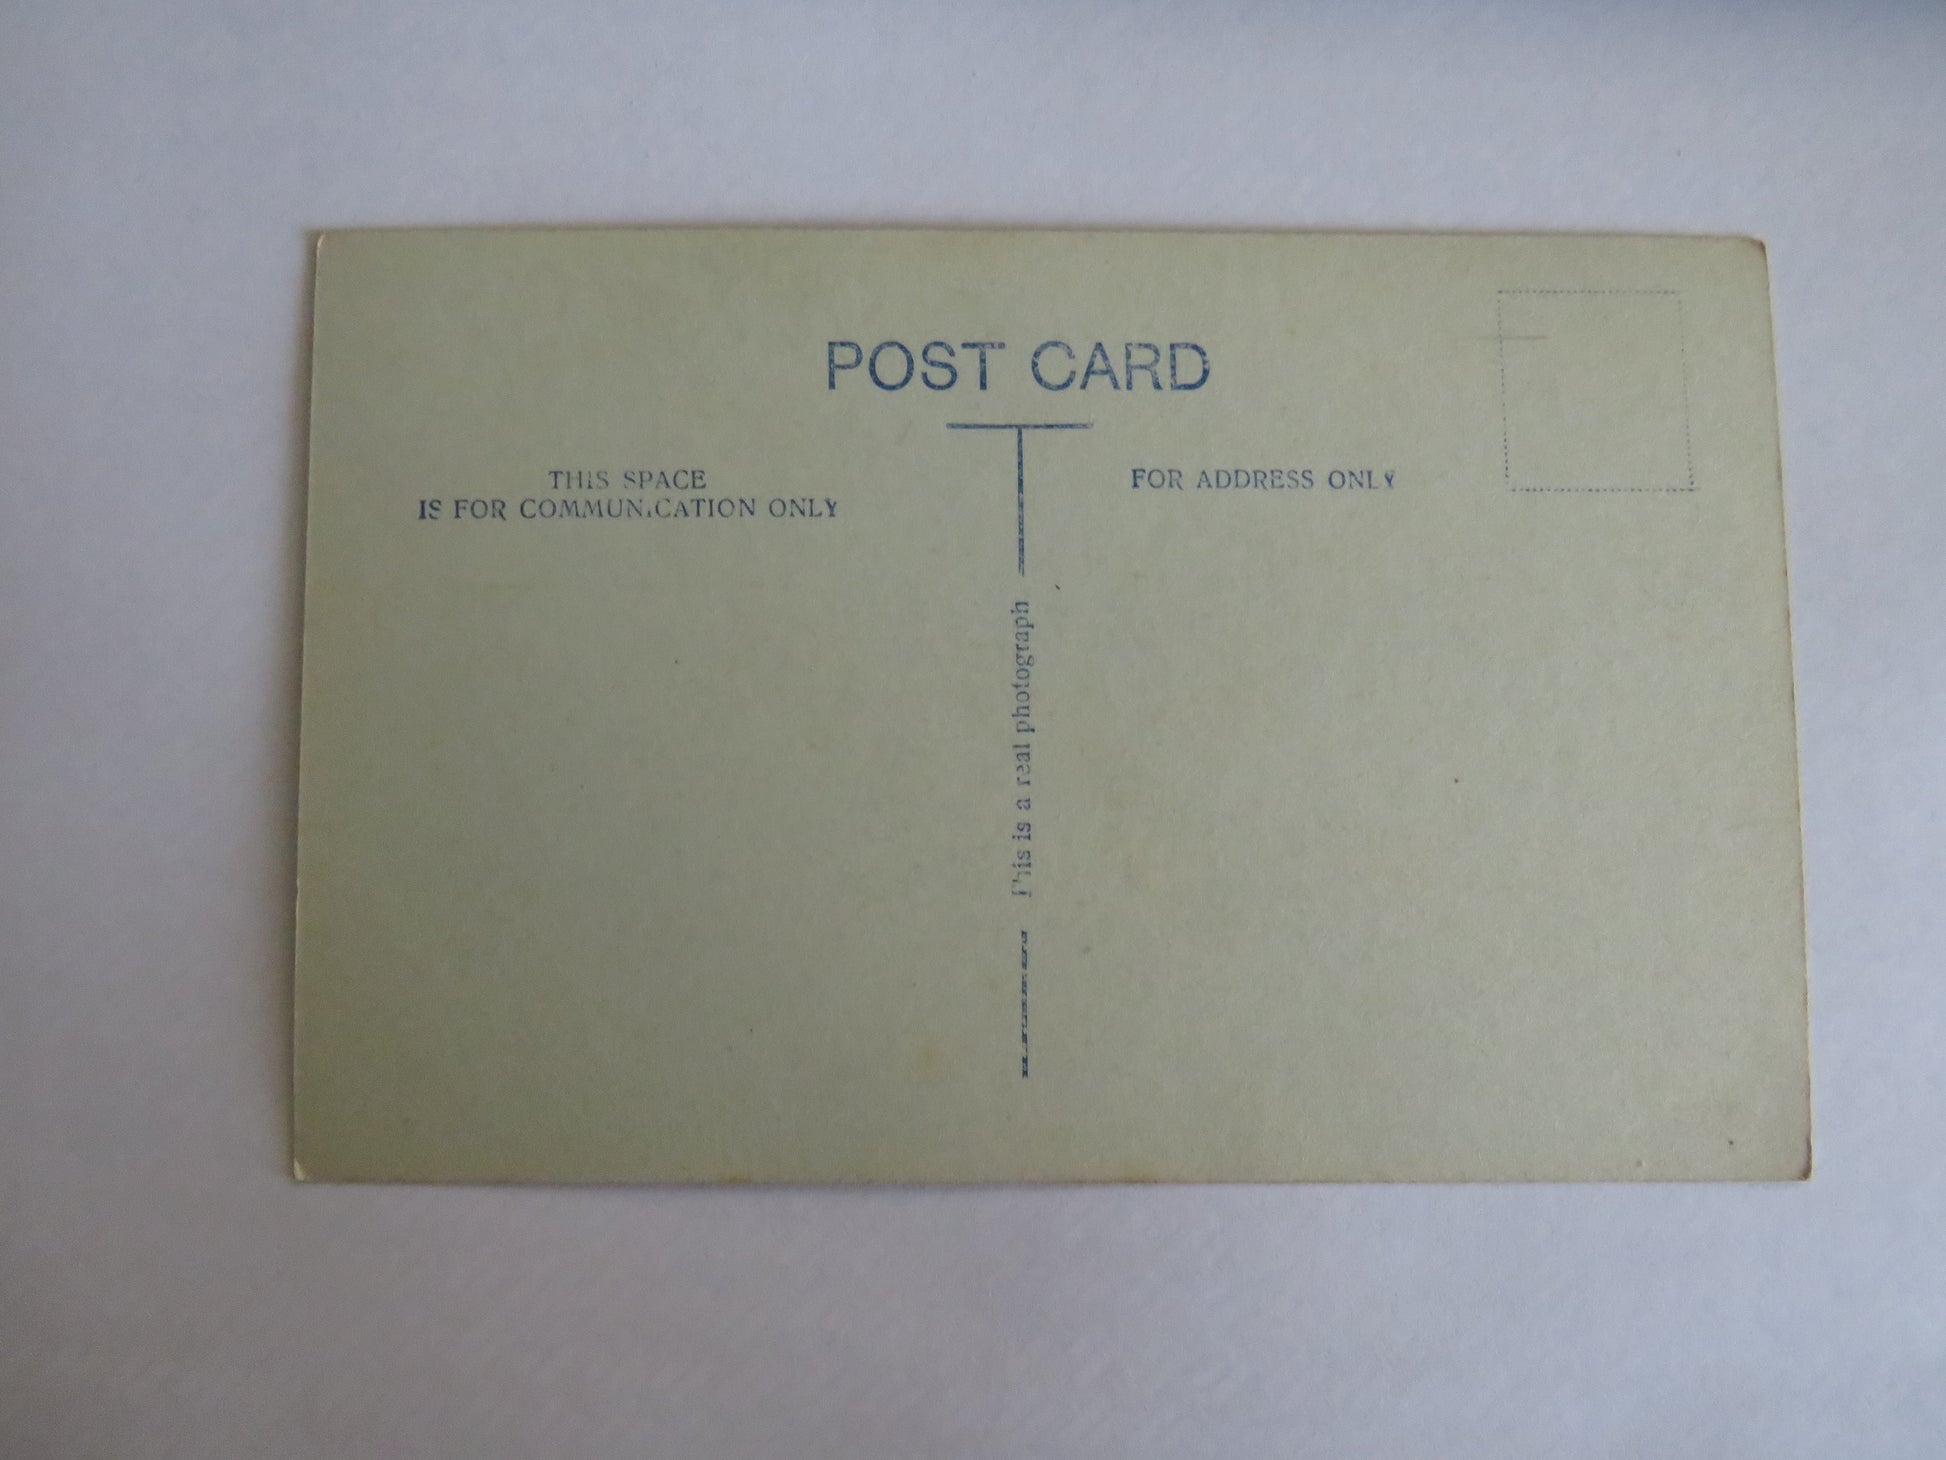 POST CARD
THIS SPACE
IS FOR COMMUNICATION ONLY
FOR ADDRESS ONLY
This is a real photograph